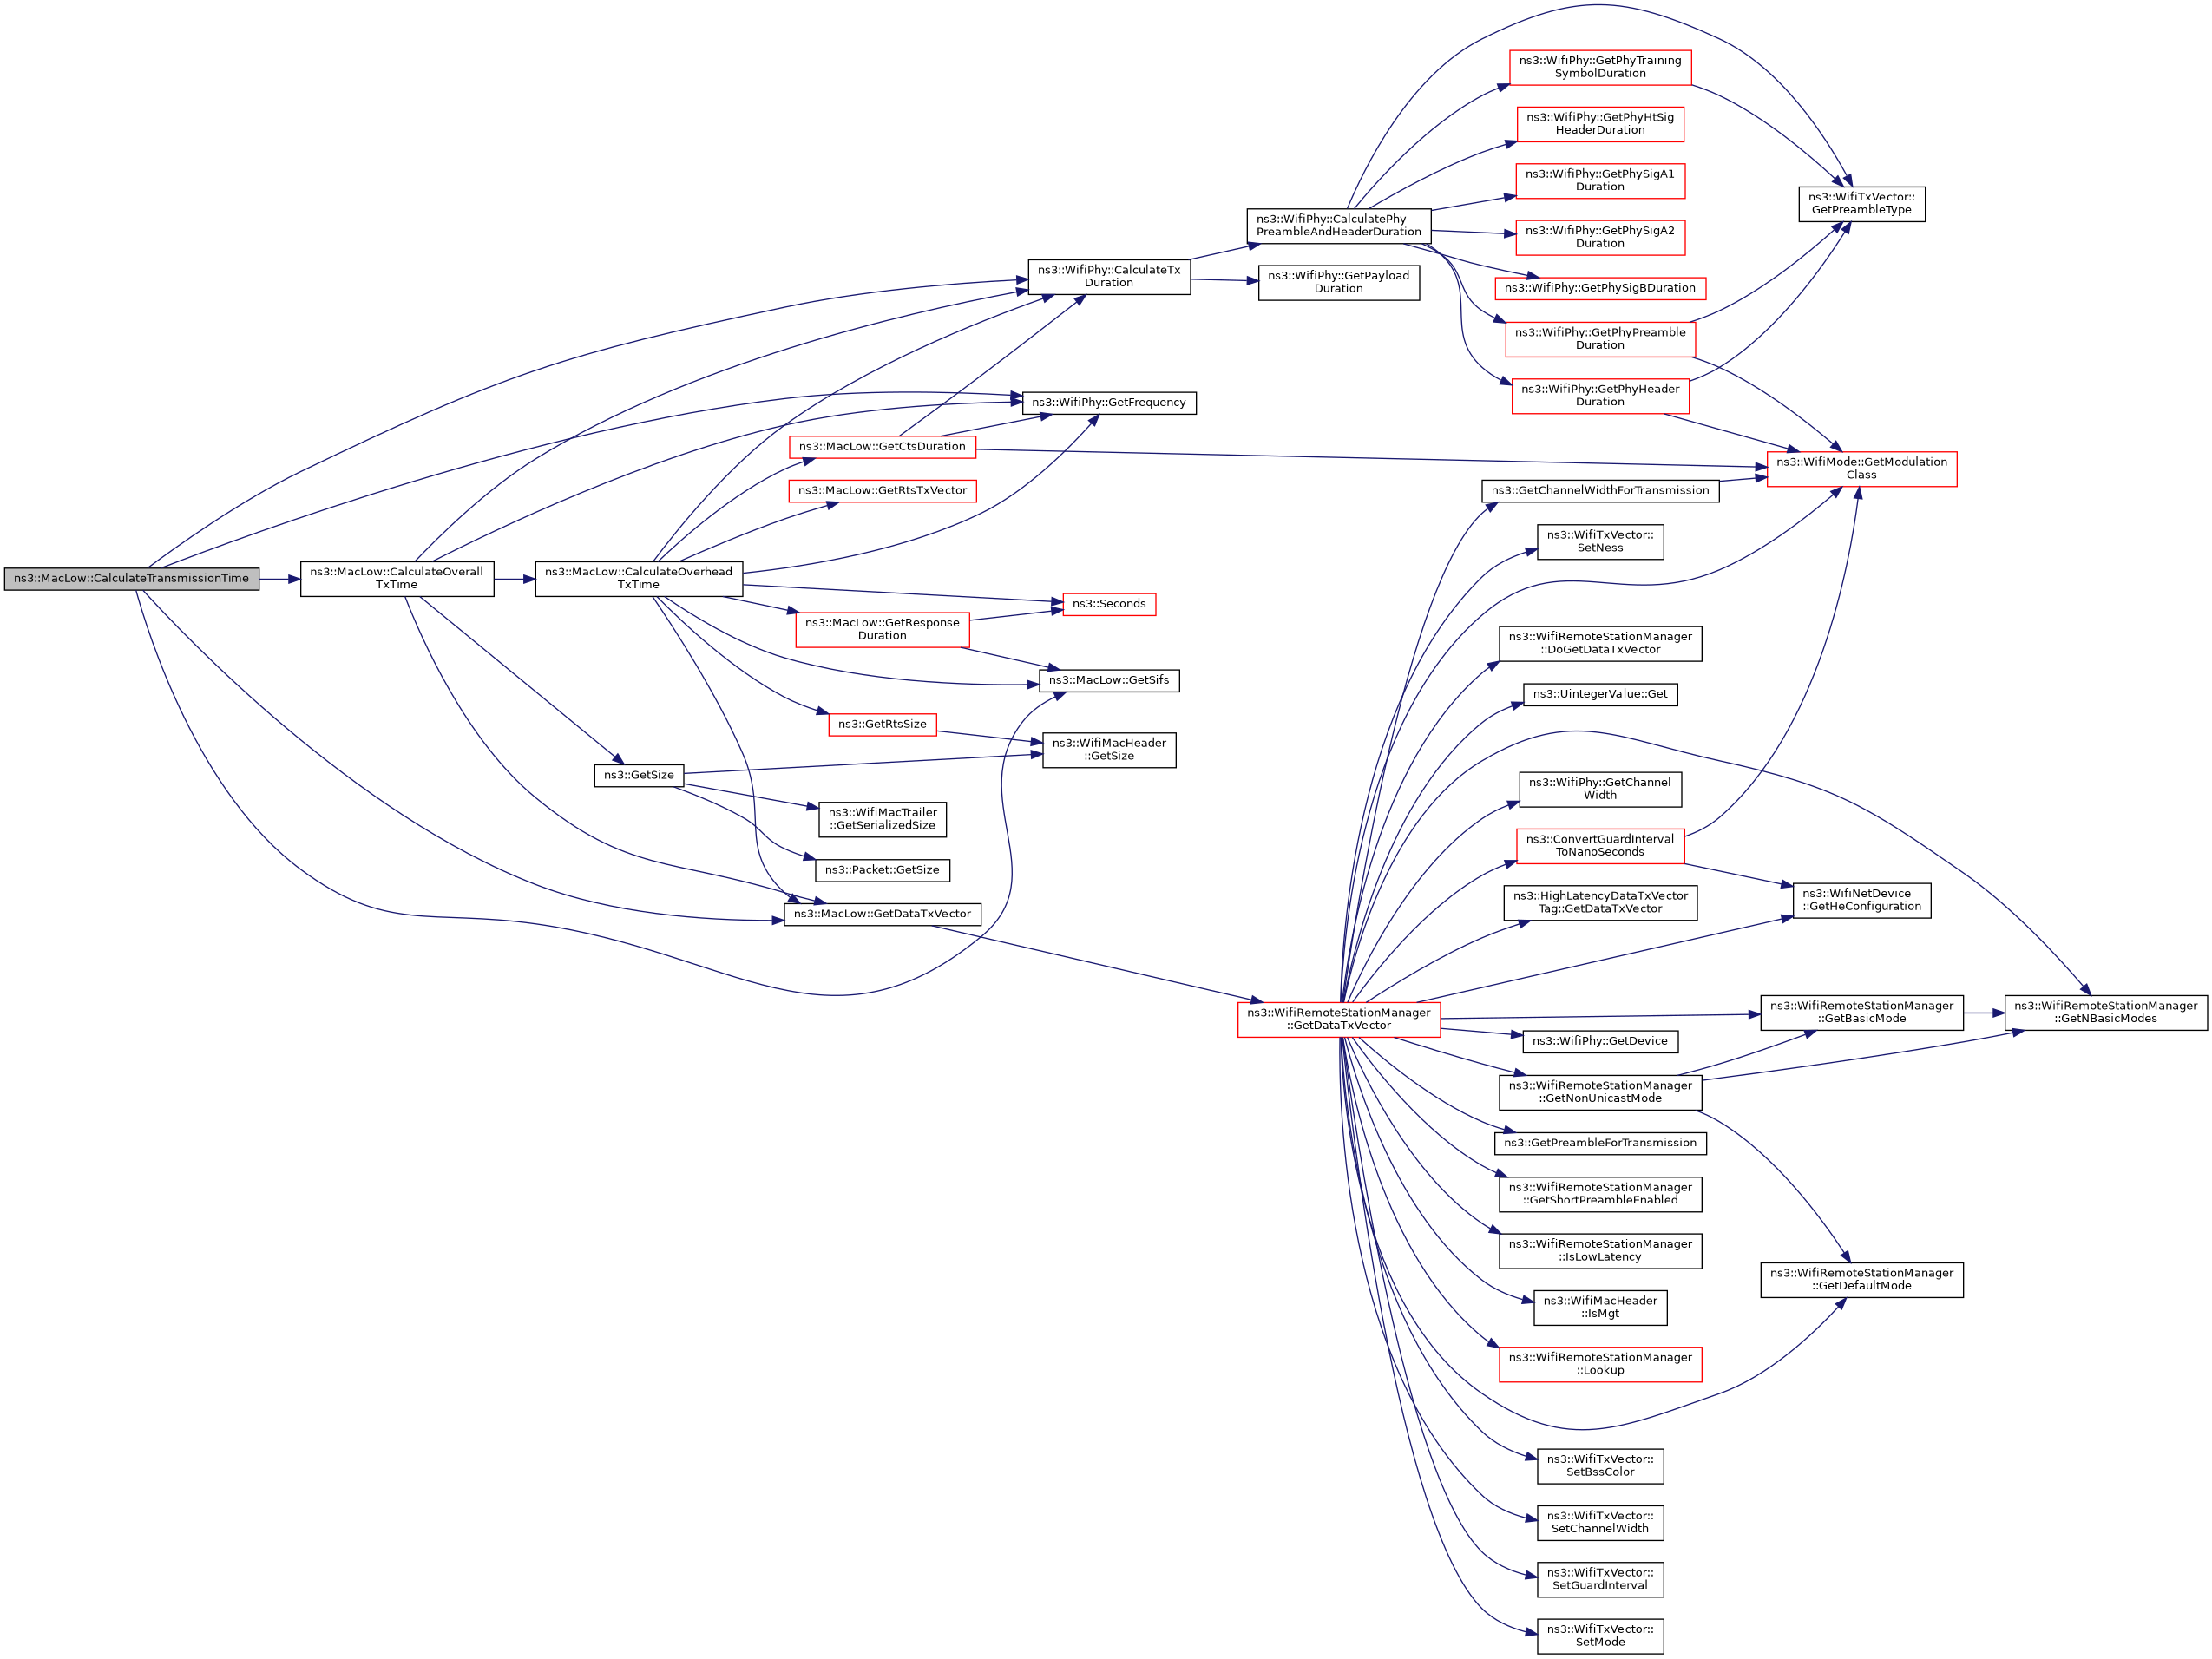 ns3::MacLow::CalculateTransmissionTime
ns3::MacLow::CalculateOverall
TxTime
ns3::MacLow::CalculateOverhead
TxTime
ns3::GetSize
ns3::MacLow::GetCtsDuration
ns3::MacLow::GetRtsTxVector
ns3::MacLow::GetResponse
Duration
ns3::GetRtsSize
ns3::WifiMacTrailer
::GetSerializedSize
ns3::Packet::GetSize
ns3::MacLow::GetDataTxVector
ns3::WifiPhy::CalculateTx
Duration
ns3::WifiPhy::GetFrequency
ns3::Seconds
ns3::MacLow::GetSifs
ns3::WifiMacHeader
::GetSize
ns3::WifiPhy::CalculatePhy
PreambleAndHeaderDuration
ns3::WifiPhy::GetPayload
Duration
ns3::WifiRemoteStationManager
::GetDataTxVector
ns3::WifiPhy::GetPhyTraining
SymbolDuration
ns3::WifiPhy::GetPhyHtSig
HeaderDuration
ns3::WifiPhy::GetPhySigA1
Duration
ns3::WifiPhy::GetPhySigA2
Duration
ns3::WifiPhy::GetPhySigBDuration
ns3::WifiPhy::GetPhyPreamble
Duration
ns3::WifiPhy::GetPhyHeader
Duration
ns3::GetChannelWidthForTransmission
ns3::WifiTxVector::
SetNess
ns3::WifiRemoteStationManager
::DoGetDataTxVector
ns3::UintegerValue::Get
ns3::WifiPhy::GetChannel
Width
ns3::ConvertGuardInterval
ToNanoSeconds
ns3::HighLatencyDataTxVector
Tag::GetDataTxVector
ns3::WifiPhy::GetDevice
ns3::WifiRemoteStationManager
::GetNonUnicastMode
ns3::GetPreambleForTransmission
ns3::WifiRemoteStationManager
::GetShortPreambleEnabled
ns3::WifiRemoteStationManager
::IsLowLatency
ns3::WifiMacHeader
::IsMgt
ns3::WifiRemoteStationManager
::Lookup
ns3::WifiTxVector::
SetBssColor
ns3::WifiTxVector::
SetChannelWidth
ns3::WifiTxVector::
SetGuardInterval
ns3::WifiTxVector::
SetMode
ns3::WifiTxVector::
GetPreambleType
ns3::WifiMode::GetModulation
Class
ns3::WifiNetDevice
::GetHeConfiguration
ns3::WifiRemoteStationManager
::GetBasicMode
ns3::WifiRemoteStationManager
::GetDefaultMode
ns3::WifiRemoteStationManager
::GetNBasicModes